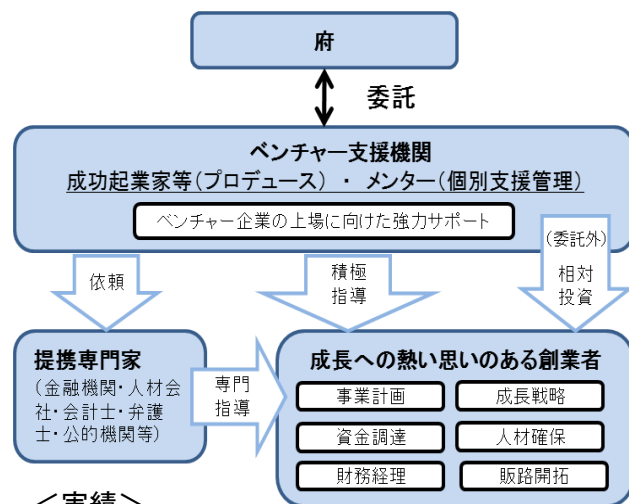 府
委託
ベンチャー支援機関
成功起業家等(プロデュース) ・ メンター(個別支援管理)
ベンチャー企業の上場に向けた強力サポート
(委託外)
相対
投資
依頼
積極
指導
提携専門家
(金融機関・人材会
社・会計士・弁護
士・公的機関等)
専門
指導
成長への熱い思いのある創業者
事業計画
成長戦略
資金調達
人材確保
財務経理
販路開拓
<実績>